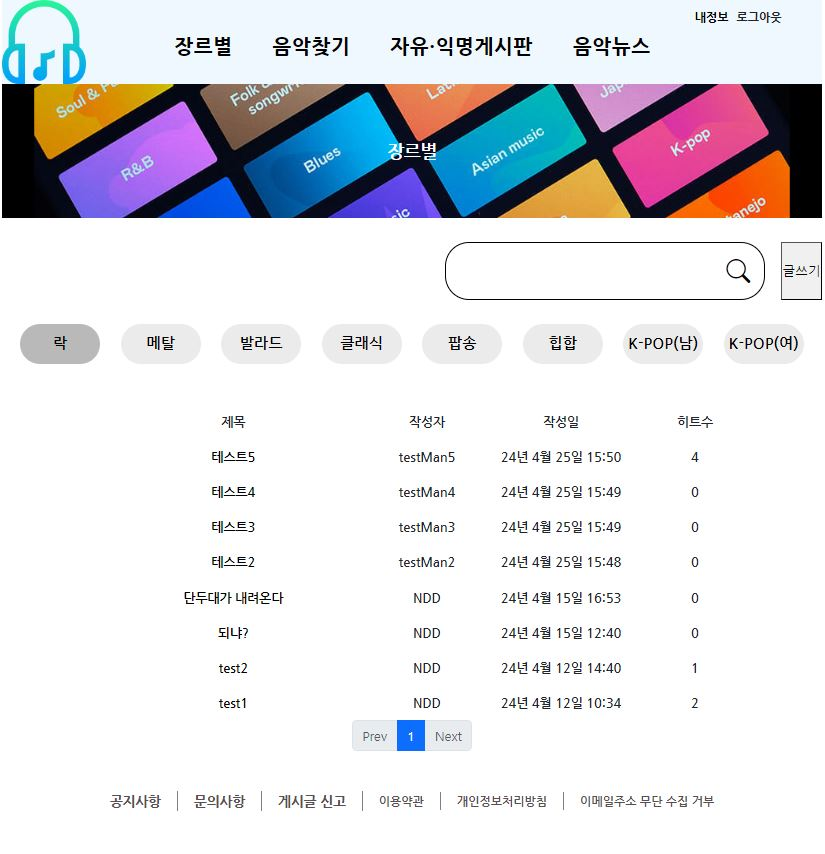 내정보 로그아웃
장르별 음악찾기 자유·익명게시판 음악뉴스
Soul &
Folk &
songwri
R&B
Blues
장르별
Asian music
K-pop
글쓰기
락 메탈 발라드 클래식 팝송 힙합 K-POP(남) K-POP(여)
제목 작성자 작성일 히트수
테스트5 testMan5 24년 4월 25일 15:50 4
테스트4 testMan4 24년 4월 25일 15:49 0
테스트3 testMan3 24년 4월 25일 15:49 0
테스트2 testMan2 24년 4월 25일 15:48 0
단두대가 내려온다 NDD 24년 4월 15일 16:53 0
되냐? NDD 24년 4월 15일 12:40 0
test2 NDD 24년 4월 12일 14:40 1
test1 NDD 24년 4월 12일 10:34 2
Prev 1 Next
공지사항 문의사항 게시글 신고 이용약관 개인정보처리방침 이메일주소 무단 수집 거부